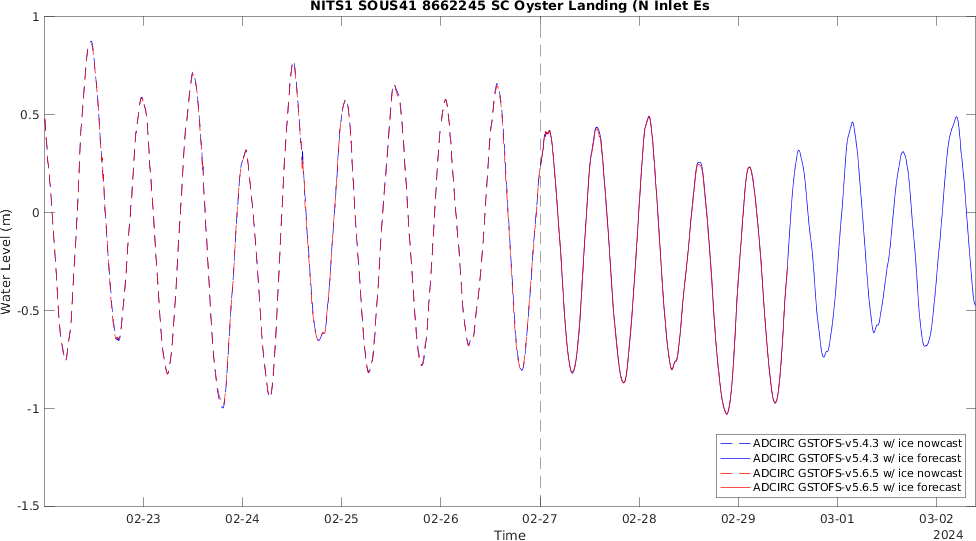 NITS1 SOUS41 8662245 SC Oyster Landing (N Inlet Es
1
0.5
0
-0.5
-1
-1.5
Water Level (m)
ADCIRC GSTOFS-v5.4.3 w/ ice nowcast
ADCIRC GSTOFS-v5.4.3 w/ ice forecast
ADCIRC GSTOFS-v5.6.5 w/ ice nowcast
ADCIRC GSTOFS-v5.6.5 w/ ice forecast
02-23 02-24 02-25 02-26 02-27 02-28 02-29 03-01 03-02
Time
2024